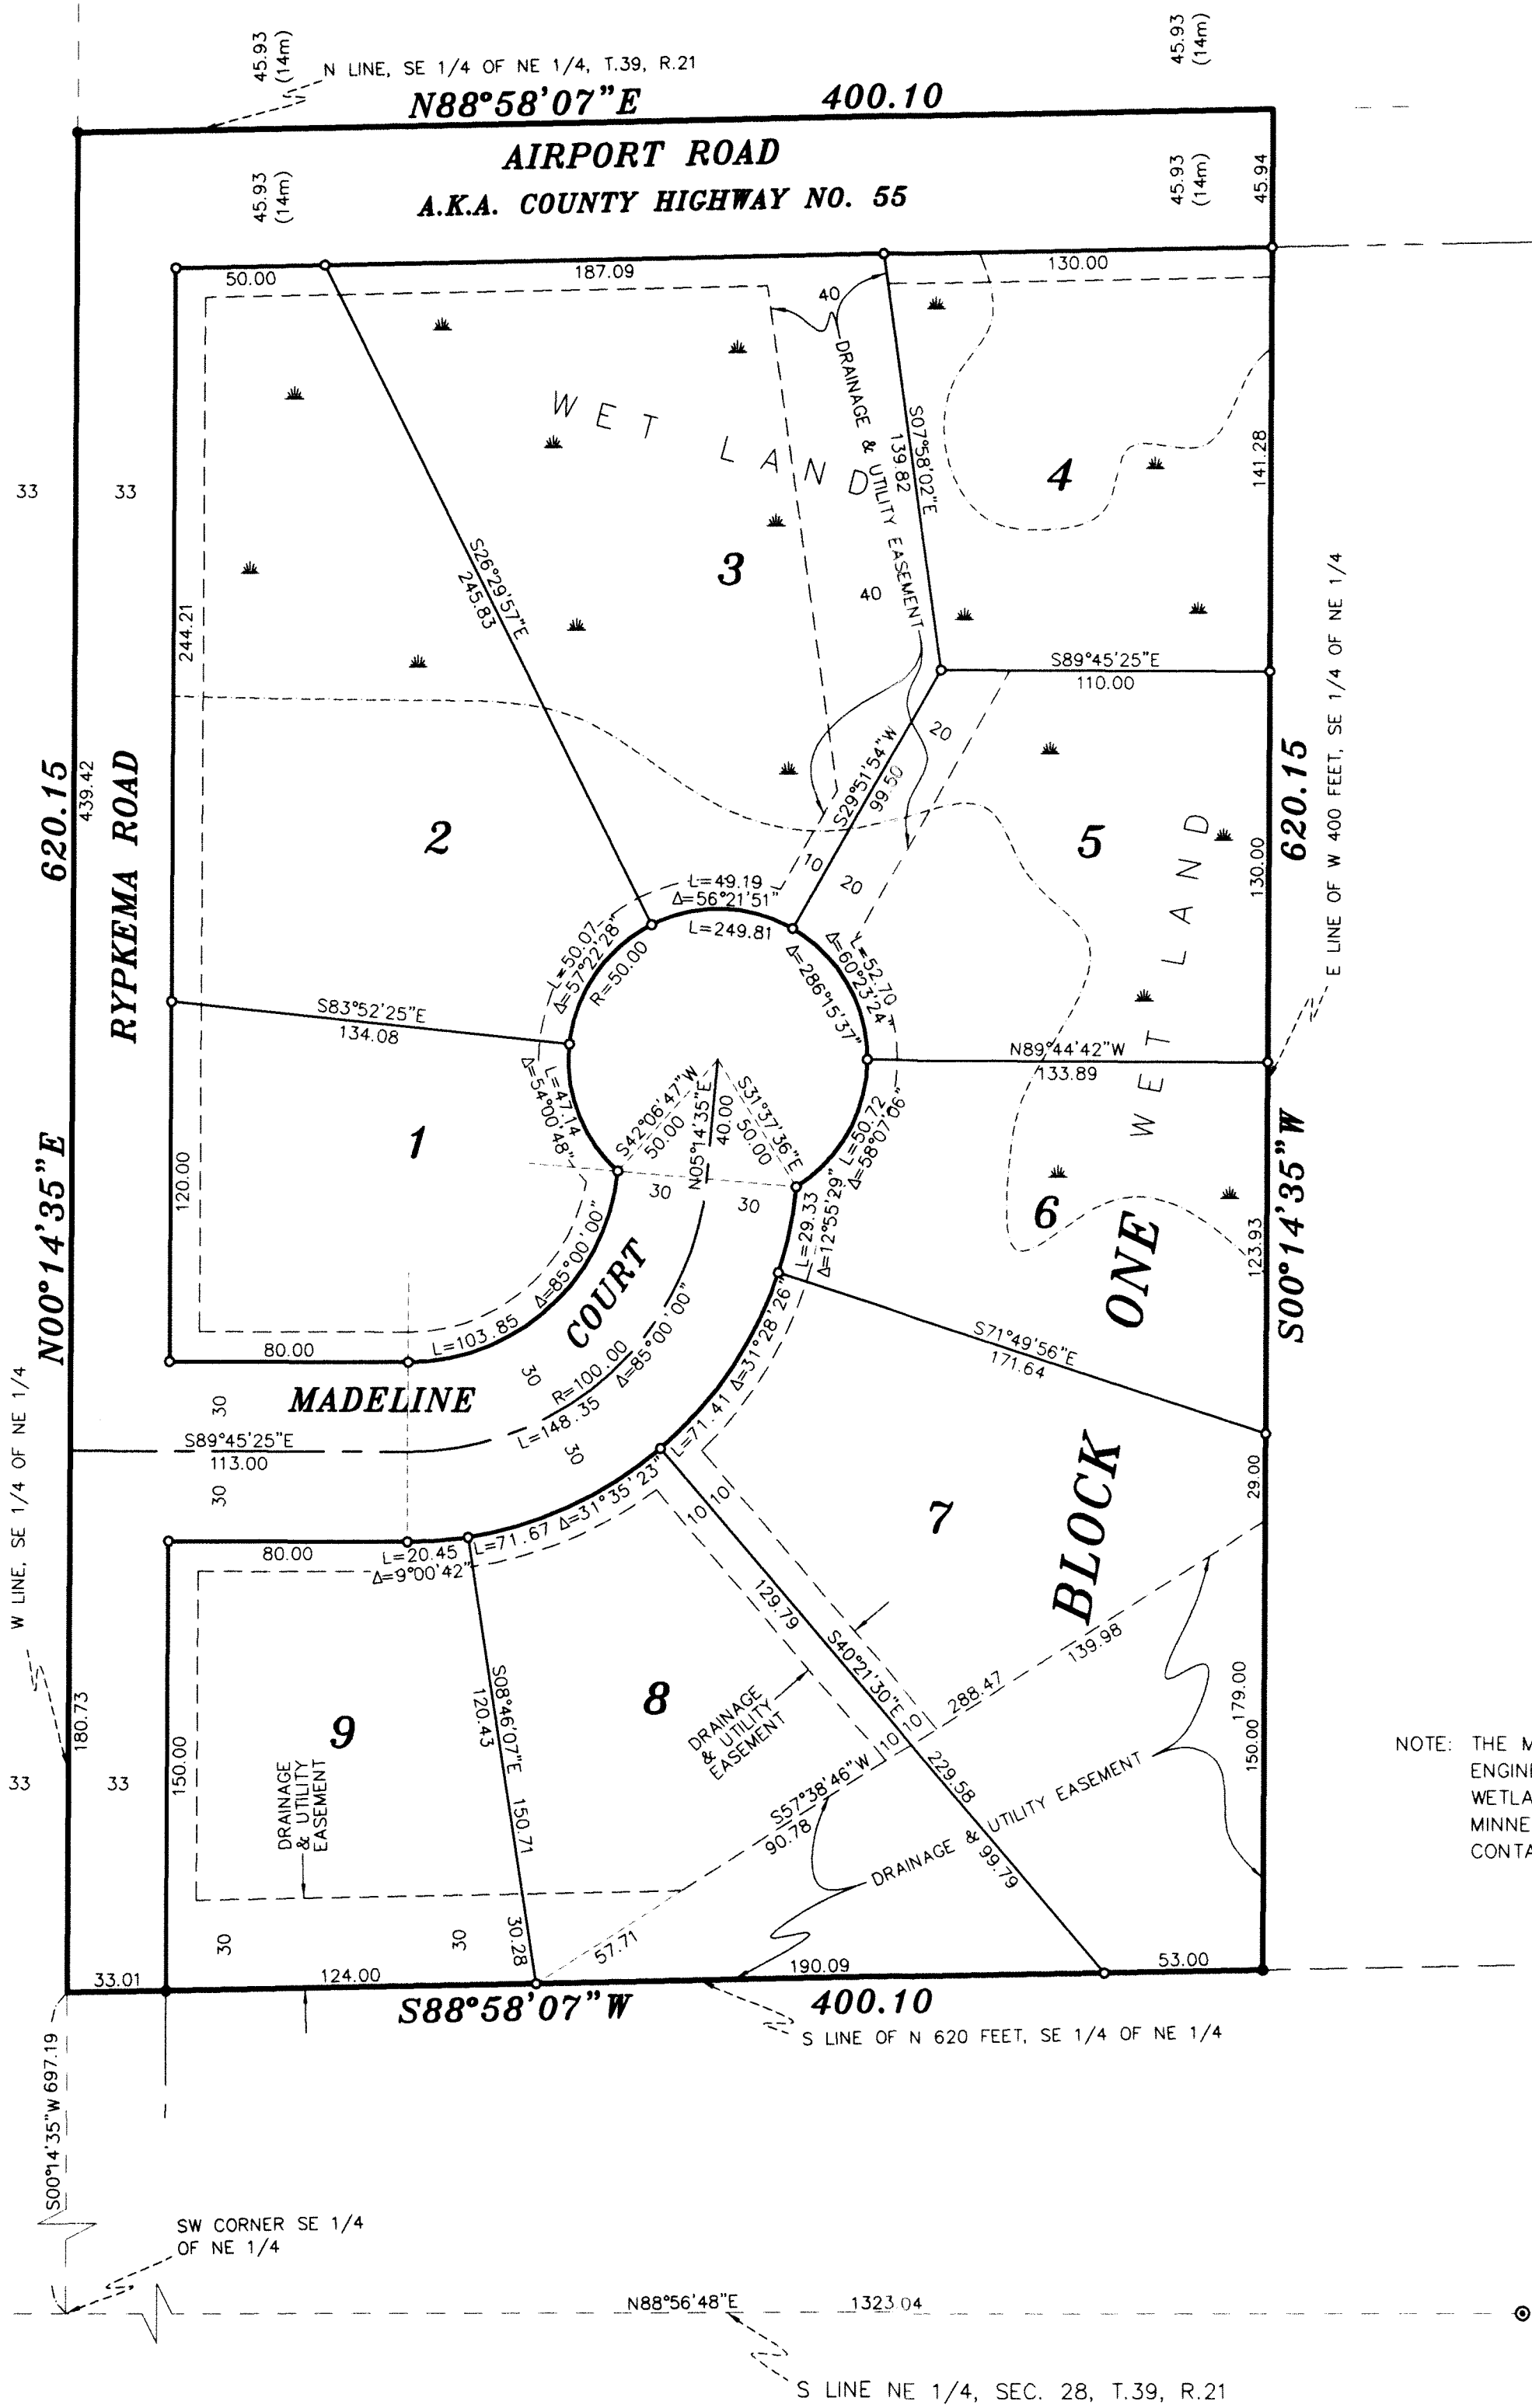 45.93
(14m)
45.93
(14m)
N LINE, SE 1/4 OF NE 1/4, T.39, R.21
N88°58'07"E 400.10
AIRPORT ROAD
A.K.A. COUNTY HIGHWAY NO. 55
45.93
(14m)
45.93
(14m)
45.94
50.00
187.09
130.00
40
DRAINAGE & UTILITY EASEMENT
WET LAND
S07°58'02"E
139.82
4
141.28
33
33
S26°29'57"E
245.83
3
40
244.21
S89°45'25"E
110.00
E LINE OF W 400 FEET, SE 1/4 OF NE 1/4
620.15
439.42
RYPKEMA ROAD
2
S29°51'54"W
99.50
20
10
20
5
WET LAND
130.00
620.15
L=49.19
Δ=56°21'51"
L=249.81
L=50.07
Δ=57°22'28"
R=50.00
L=52.70
Δ=60°23'24"
Δ=286°15'37"
S83°52'25"E
134.08
N89°44'42"W
133.89
L=47.14
Δ=54°00'48"
S42°06'47"W
50.00
N05°14'35"E
40.00
S31°37'36"E
50.00
L=50.72
Δ=58°07'06"
1
120.00
30
30
6
123.93
N00°14'35"E
S00°14'35"W
L=29.33
Δ=12°55'29"
L=103.85
Δ=85°00'00"
COURT
30
R=100.00
Δ=85°00'00"
L=148.35
S71°49'56"E
171.64
BLOCK ONE
80.00
MADELINE
30
S89°45'25"E
113.00
30
30
L=71.41 Δ=31°28'26"
29.00
W LINE, SE 1/4 OF NE 1/4
80.00
L=20.45
Δ=9°00'42"
L=71.67 Δ=31°35'23"
10
10
7
129.79
S40°21'30"E
139.98
288.47
S08°46'07"E
120.43
8
DRAINAGE
& UTILITY
EASEMENT
10
10
179.00
150.00
180.73
33
33
150.00
9
DRAINAGE
& UTILITY
EASEMENT
150.71
S57°38'46"W
90.78
229.58
DRAINAGE & UTILITY EASEMENT
99.79
NOTE: THE M
ENGINE
WETLA
MINNE
CONTA
30
30
30.28
57.71
33.01
124.00
190.09
53.00
S88°58'07"W 400.10
S LINE OF N 620 FEET, SE 1/4 OF NE 1/4
S00°14'35"W 697.19
SW CORNER SE 1/4
OF NE 1/4
N88°56'48"E 1323.04
S LINE NE 1/4, SEC. 28, T.39, R.21